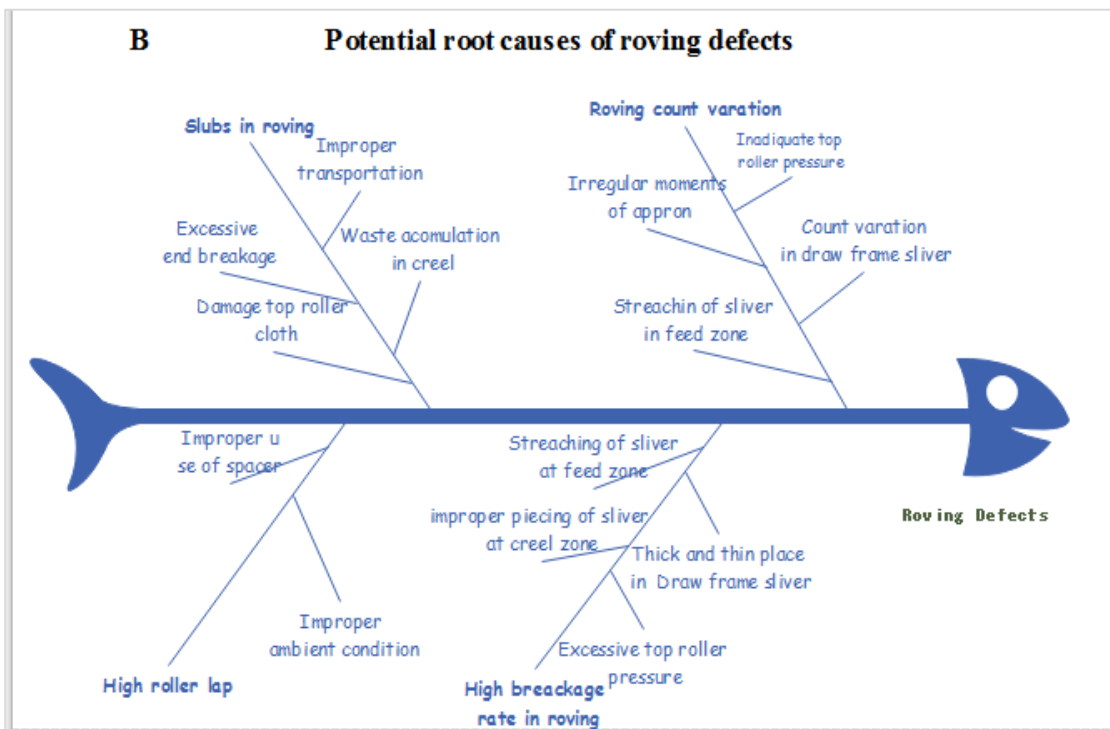 B
Potential root causes of roving defects
Slubs in roving
Improper
transportation
Excessive
end breakage
Waste acomulation
in creel
Damage top roller
cloth
Roving count varation
Inadiquate top
roller pressure
Irregular moments
of appron
Count varation
in draw frame sliver
Streachin of sliver
in feed zone
Improper u
se of spacer
Improper
ambient condition
High roller lap
Streaching of sliver
at feed zone
improper piecing of sliver
at creel zone
Thick and thin place
in Draw frame sliver
Excessive top roller
pressure
High breackage
rate in roving
Roving Defects